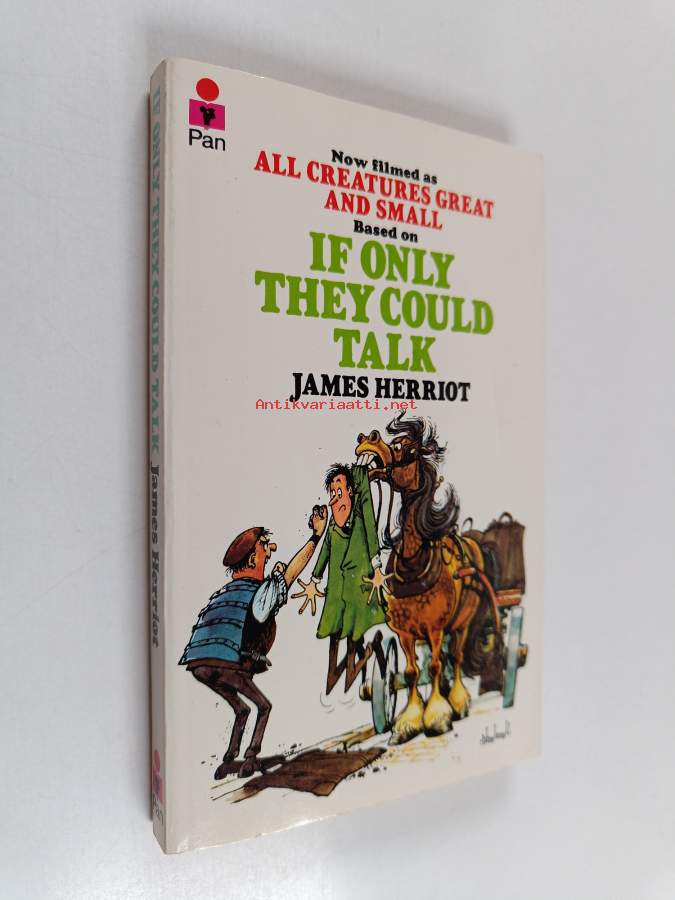 Pan
Now filmed as
ALL CREATURES GREAT
AND SMALL
Based on
IF ONLY
THEY COULD
TALK
JAMES HERRIOT
Antikvariaatti.net
IF ONLY THEY COULD TALK James Herriot
Pan